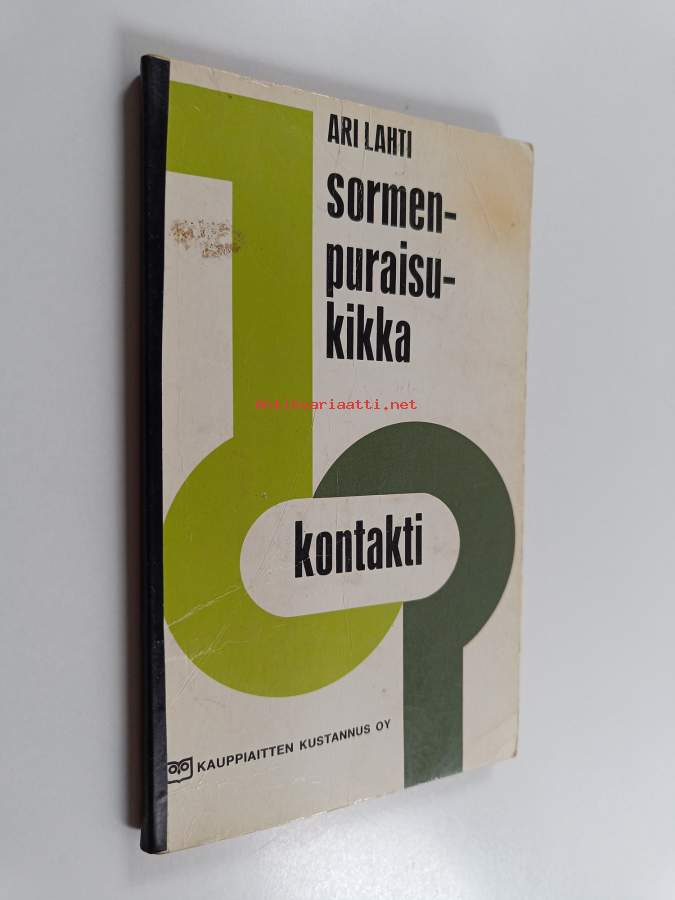 ARI LAHTI
sormen-
puraisu-
kikka
antikvariaatti.net
kontakti
KAUPPIAITTEN KUSTANNUS OY